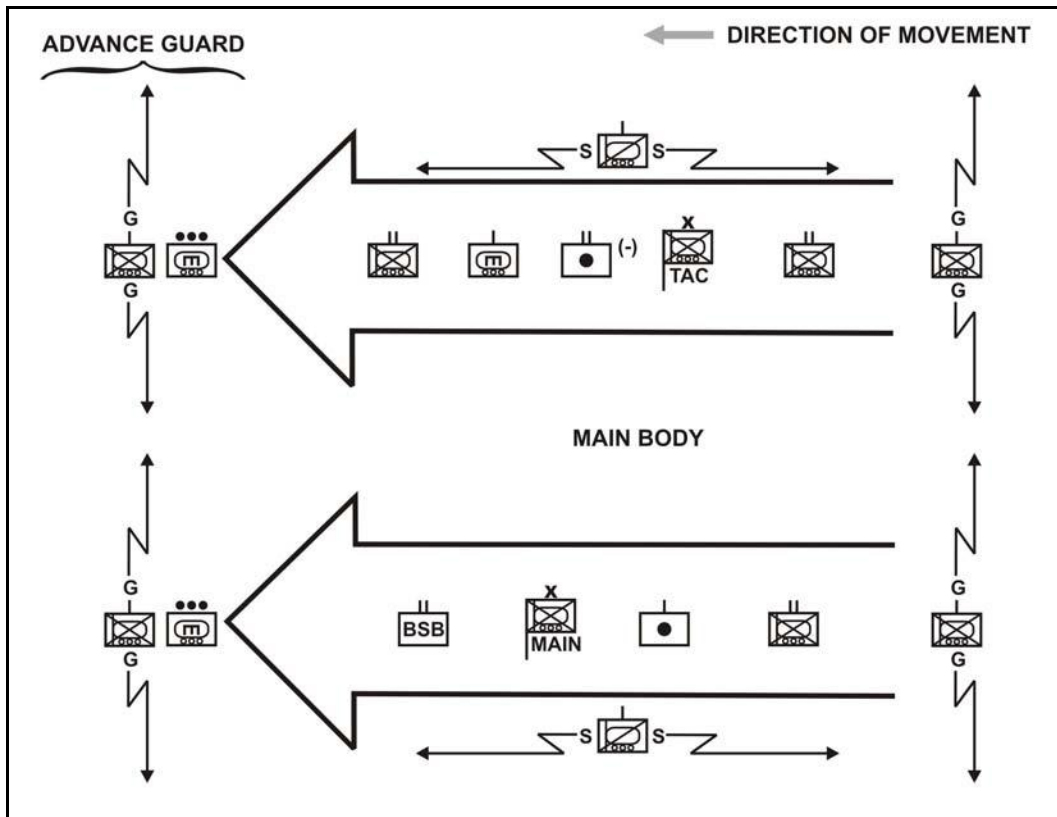 ADVANCE GUARD
DIRECTION OF MOVEMENT
S S
G G
X
E (-)
E
TAC
G G
MAIN BODY
G G
X
E
BSB
MAIN
G G
S S